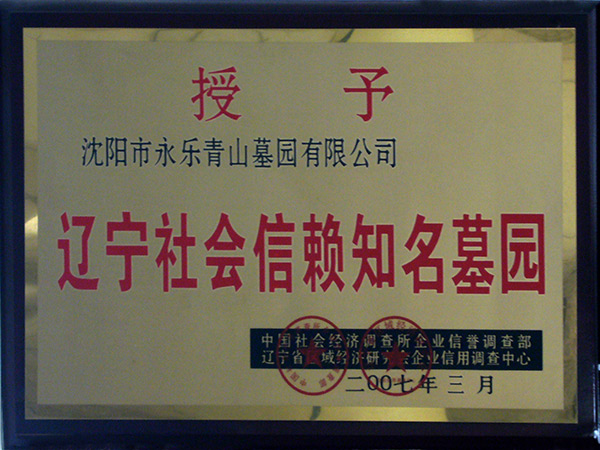 授予
沈阳市永乐青山墓园有限公司
辽宁社会信赖知名墓园
中国社会经济调查所企业信誉调查部
辽宁省 域经济研究会企业信用调查中心
二00七年三月